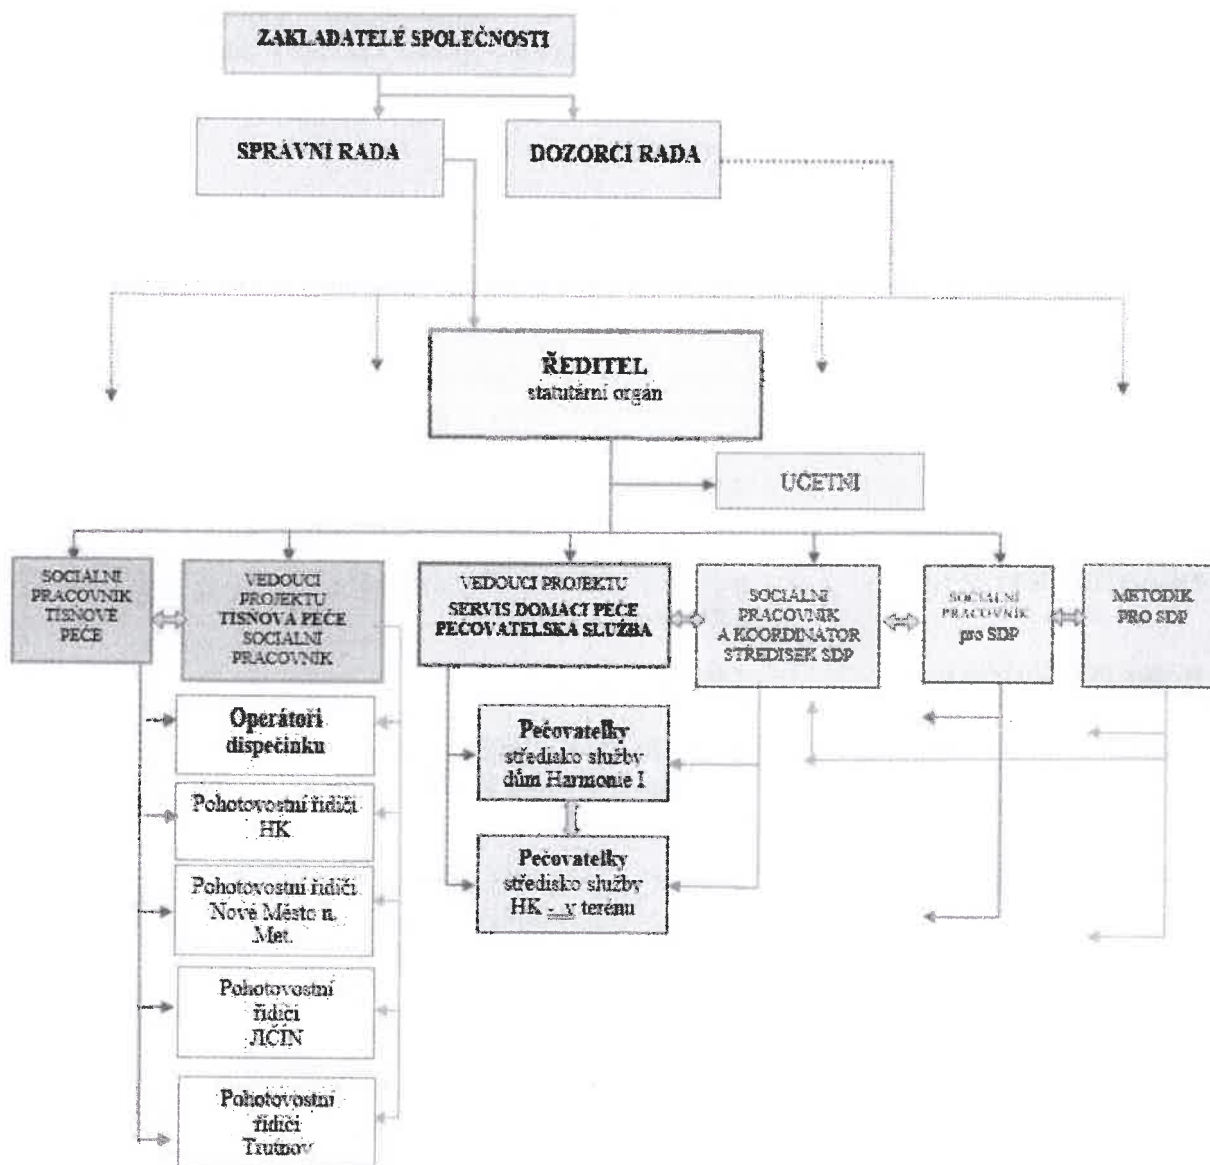 ZAKLADATELÉ SPOLEČNOSTI
SPRÁVNÍ RADA
DOZORČÍ RADA
ŘEDITEL
statutární orgán
ÚČETNÍ
SOCIÁLNÍ
PRACOVNÍK
TÍSŇOVÉ
PÉČE
VEDOUCÍ
PROJEKTU
TÍSŇOVÁ PÉČE
SOCIÁLNÍ
PRACOVNÍK
VEDOUCÍ PROJEKTU
SERVIS DOMÁCÍ PÉČE
PEČOVATELSKÁ SLUŽBA
SOCIÁLNÍ
PRACOVNÍK
A KOORDINÁTOR
STŘEDISEK SDP
SOCIÁLNÍ
PRACOVNÍK
pro SDP
METODIK
PRO SDP
Operátoři
dispečinku
Pohotovostní řidiči
HK
Pohotovostní řidiči
Nové Město n.
Met.
Pohotovostní
řidiči
JIČÍN
Pohotovostní
řidiči
Trutnov
Pečovatelky
středisko služby
dům Harmonie I
Pečovatelky
středisko služby
HK - v terénu